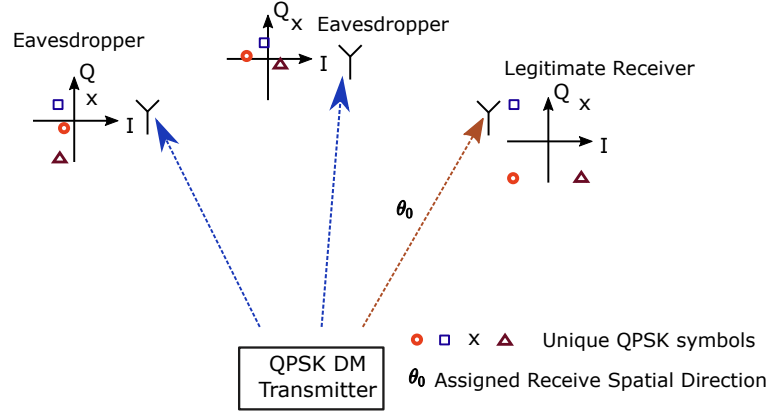 Eavesdropper
Q
I
Q
Eavesdropper
I
Legitimate Receiver
Q
I
θ0
QPSK DM
Transmitter
x Unique QPSK symbols
θ0 Assigned Receive Spatial Direction
x
x
x